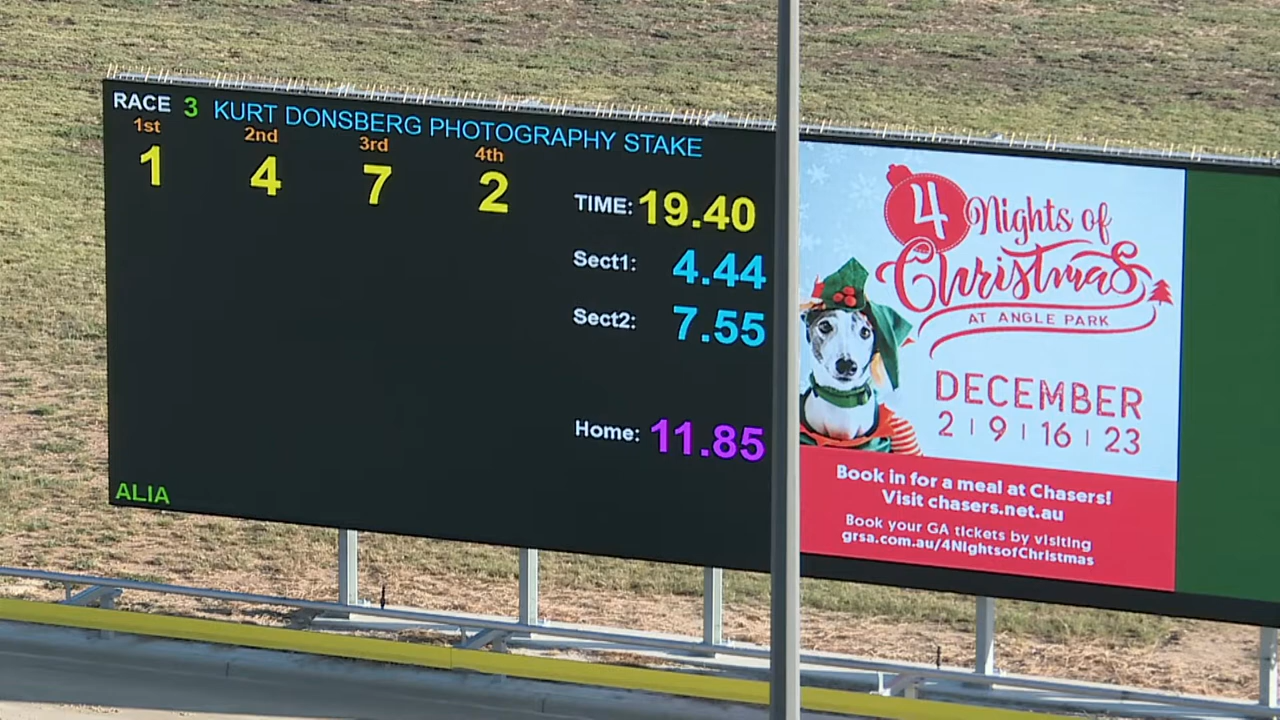 RACE 3 KURT DONSBERG PHOTOGRAPHY STAKE
1st 2nd 3rd 4th
1 4 7 2
TIME: 19.40
Sect1: 4.44
Sect2: 7.55
Home: 11.85
ALIA
4 Nights of
Christmas
AT ANGLE PARK
DECEMBER
2 | 9 | 16 | 23
Book in for a meal at Chasers!
Visit chasers.net.au
Book your GA tickets by visiting
grsa.com.au/4NightsofChristmas